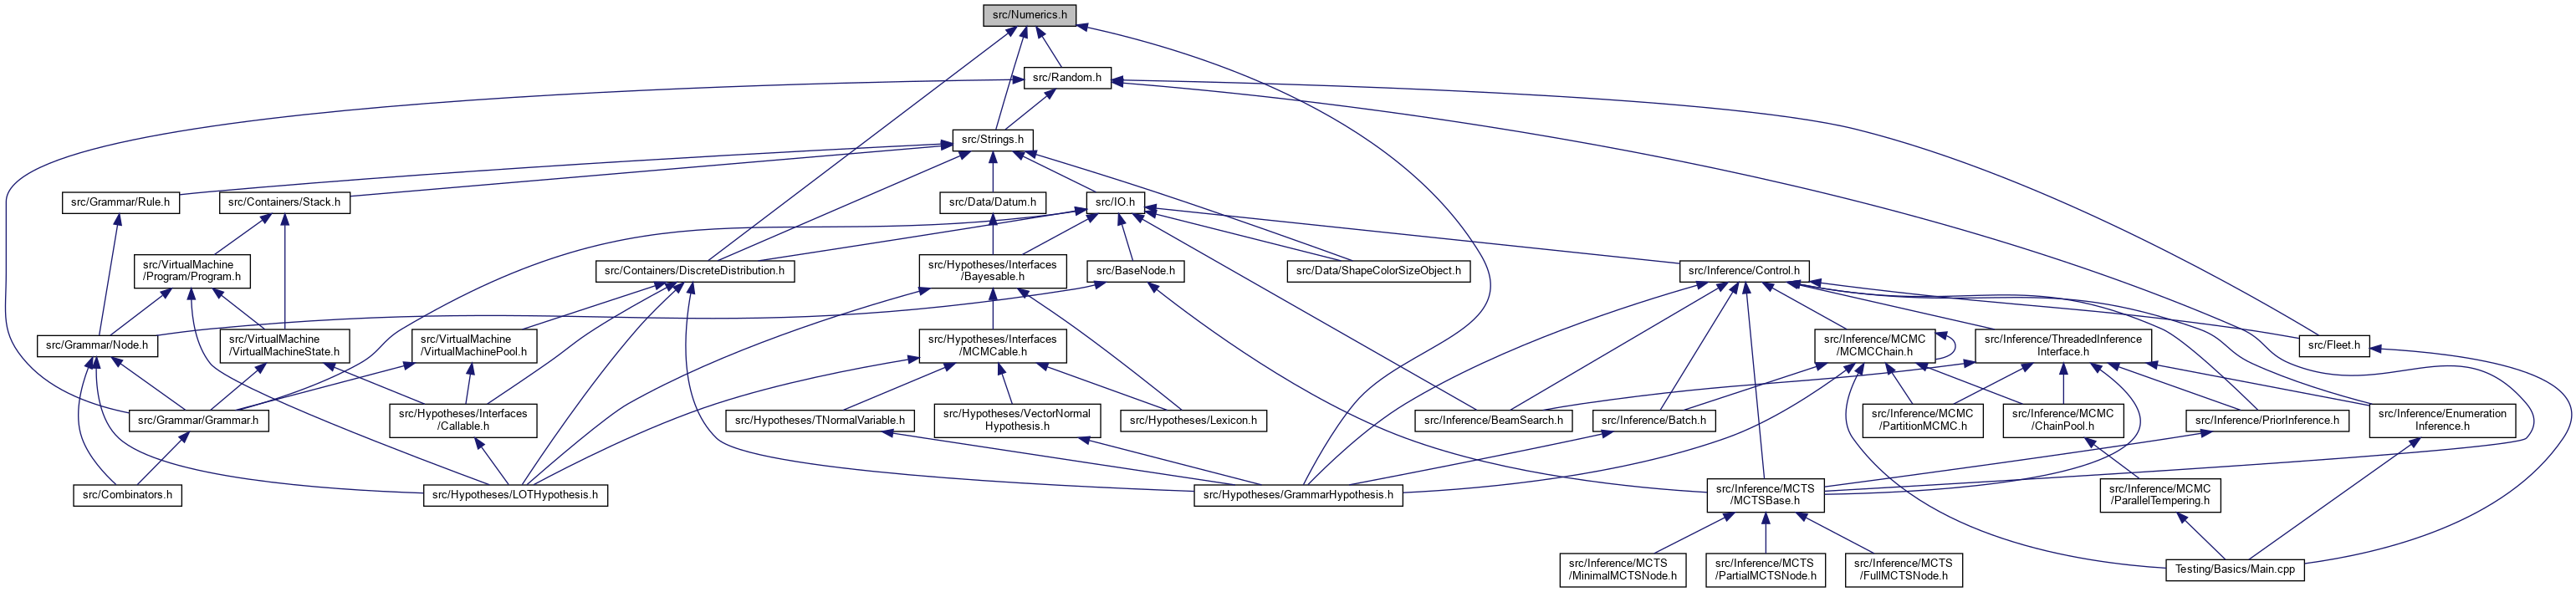 src/Numerics.h
src/Random.h
src/Strings.h
src/Grammar/Rule.h
src/Containers/Stack.h
src/Data/Datum.h
src/IO.h
src/VirtualMachine
/Program/Program.h
src/Containers/DiscreteDistribution.h
src/Hypotheses/Interfaces
/Bayesable.h
src/BaseNode.h
src/Data/ShapeColorSizeObject.h
src/Inference/Control.h
src/Grammar/Node.h
src/VirtualMachine
/VirtualMachineState.h
src/VirtualMachine
/VirtualMachinePool.h
src/Hypotheses/Interfaces
/MCMCable.h
src/Inference/MCMC
/MCMCChain.h
src/Inference/ThreadedInference
Interface.h
src/Fleet.h
src/Grammar/Grammar.h
src/Hypotheses/Interfaces
/Callable.h
src/Hypotheses/TNormalVariable.h
src/Hypotheses/VectorNormal
Hypothesis.h
src/Hypotheses/Lexicon.h
src/Inference/BeamSearch.h
src/Inference/Batch.h
src/Inference/MCMC
/PartitionMCMC.h
src/Inference/MCMC
/ChainPool.h
src/Inference/PriorInference.h
src/Inference/Enumeration
Inference.h
src/Combinators.h
src/Hypotheses/LOTHypothesis.h
src/Hypotheses/GrammarHypothesis.h
src/Inference/MCTS
/MCTSBase.h
src/Inference/MCMC
/ParallelTempering.h
src/Inference/MCTS
/MinimalMCTSNode.h
src/Inference/MCTS
/PartialMCTSNode.h
src/Inference/MCTS
/FullMCTSNode.h
Testing/Basics/Main.cpp